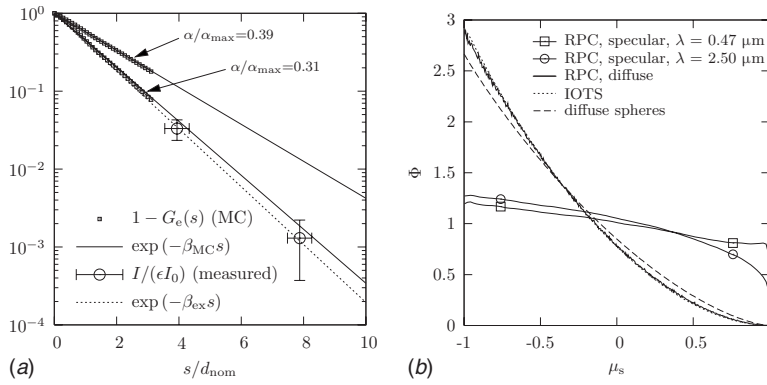 10⁰
10⁻¹
10⁻²
10⁻³
10⁻⁴
α/α_max=0.39
α/α_max=0.31
1 − G_e(s) (MC)
exp (−β_MC s)
I/(ϵI_0) (measured)
exp (−β_ex s)
0 2 4 6 8 10
s/d_nom
(a)
3
2.5
2
1.5
1
0.5
0
Φ
RPC, specular, λ = 0.47 μm
RPC, specular, λ = 2.50 μm
RPC, diffuse
IOTS
diffuse spheres
-1 -0.5 0 0.5
μ_s
(b)